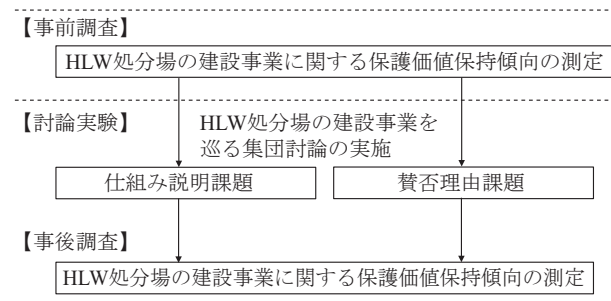 【事前調査】
HLW処分場の建設事業に関する保護価値保持傾向の測定
【討論実験】
HLW処分場の建設事業を
巡る集団討論の実施
仕組み説明課題
賛否理由課題
【事後調査】
HLW処分場の建設事業に関する保護価値保持傾向の測定